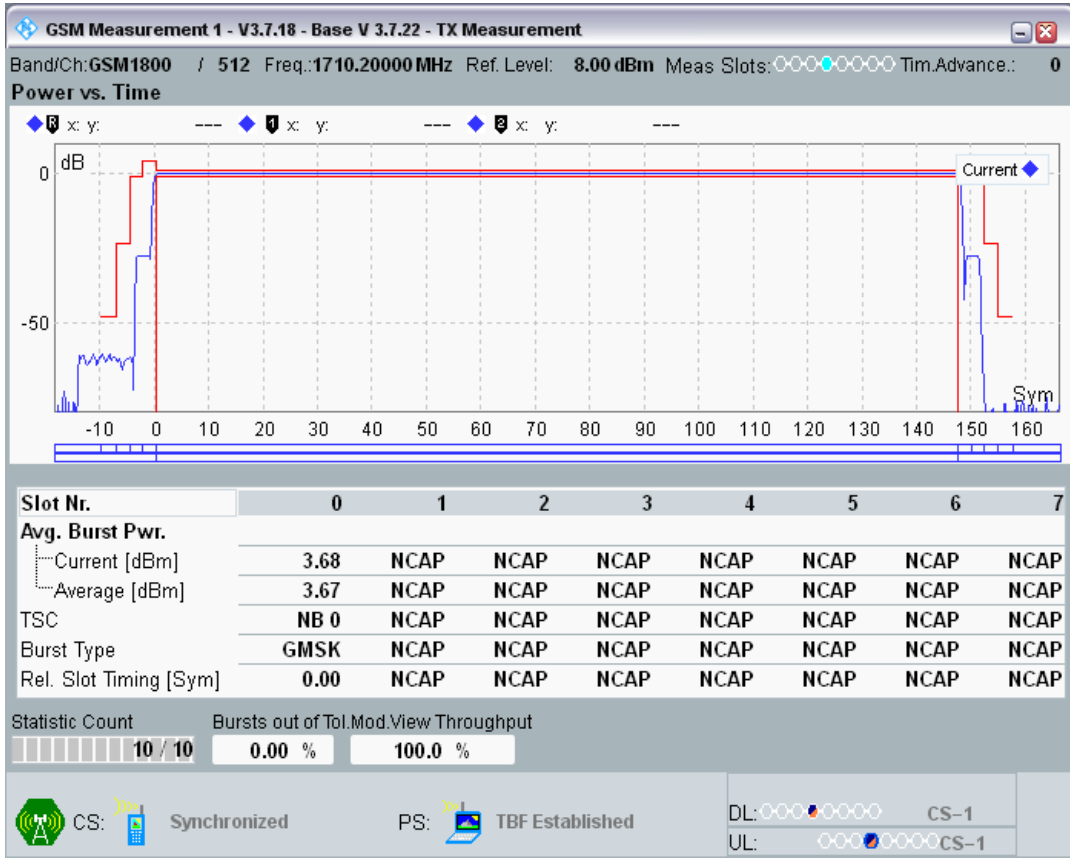 GSM Measurement 1 - V3.7.18 - Base V 3.7.22 - TX Measurement
Band/Ch:GSM1800 / 512 Freq.:1710.20000 MHz Ref. Level: 8.00 dBm Meas Slots: Tim.Advance.: 0
Power vs. Time
R x: y: --- 1 x: y: --- 2 x: y: ---
dB
0
Current
-50
Sym
-10 0 10 20 30 40 50 60 70 80 90 100 110 120 130 140 150 160
Slot Nr. 0 1 2 3 4 5 6 7
Avg. Burst Pwr.
Current [dBm] 3.68 NCAP NCAP NCAP NCAP NCAP NCAP NCAP
Average [dBm] 3.67 NCAP NCAP NCAP NCAP NCAP NCAP NCAP
TSC NB 0 NCAP NCAP NCAP NCAP NCAP NCAP NCAP
Burst Type GMSK NCAP NCAP NCAP NCAP NCAP NCAP NCAP
Rel. Slot Timing [Sym] 0.00 NCAP NCAP NCAP NCAP NCAP NCAP NCAP
Statistic Count Bursts out of Tol.Mod.View Throughput
10 / 10 0.00 % 100.0 %
CS: Synchronized PS: TBF Established DL: CS-1
UL: CS-1